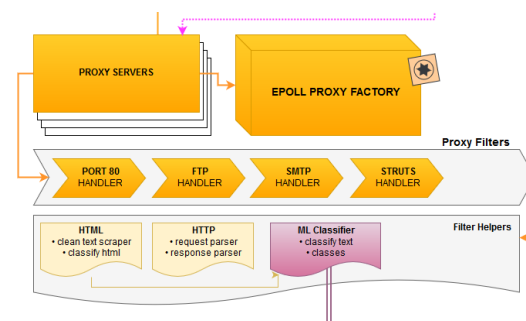 PROXY SERVERS
EPOLL PROXY FACTORY
Proxy Filters
PORT 80
HANDLER
FTP
HANDLER
SMTP
HANDLER
STRUTS
HANDLER
HTML
• clean text scraper
• classify html
HTTP
• request parser
• response parser
ML Classifier
• classify text
• classes
Filter Helpers